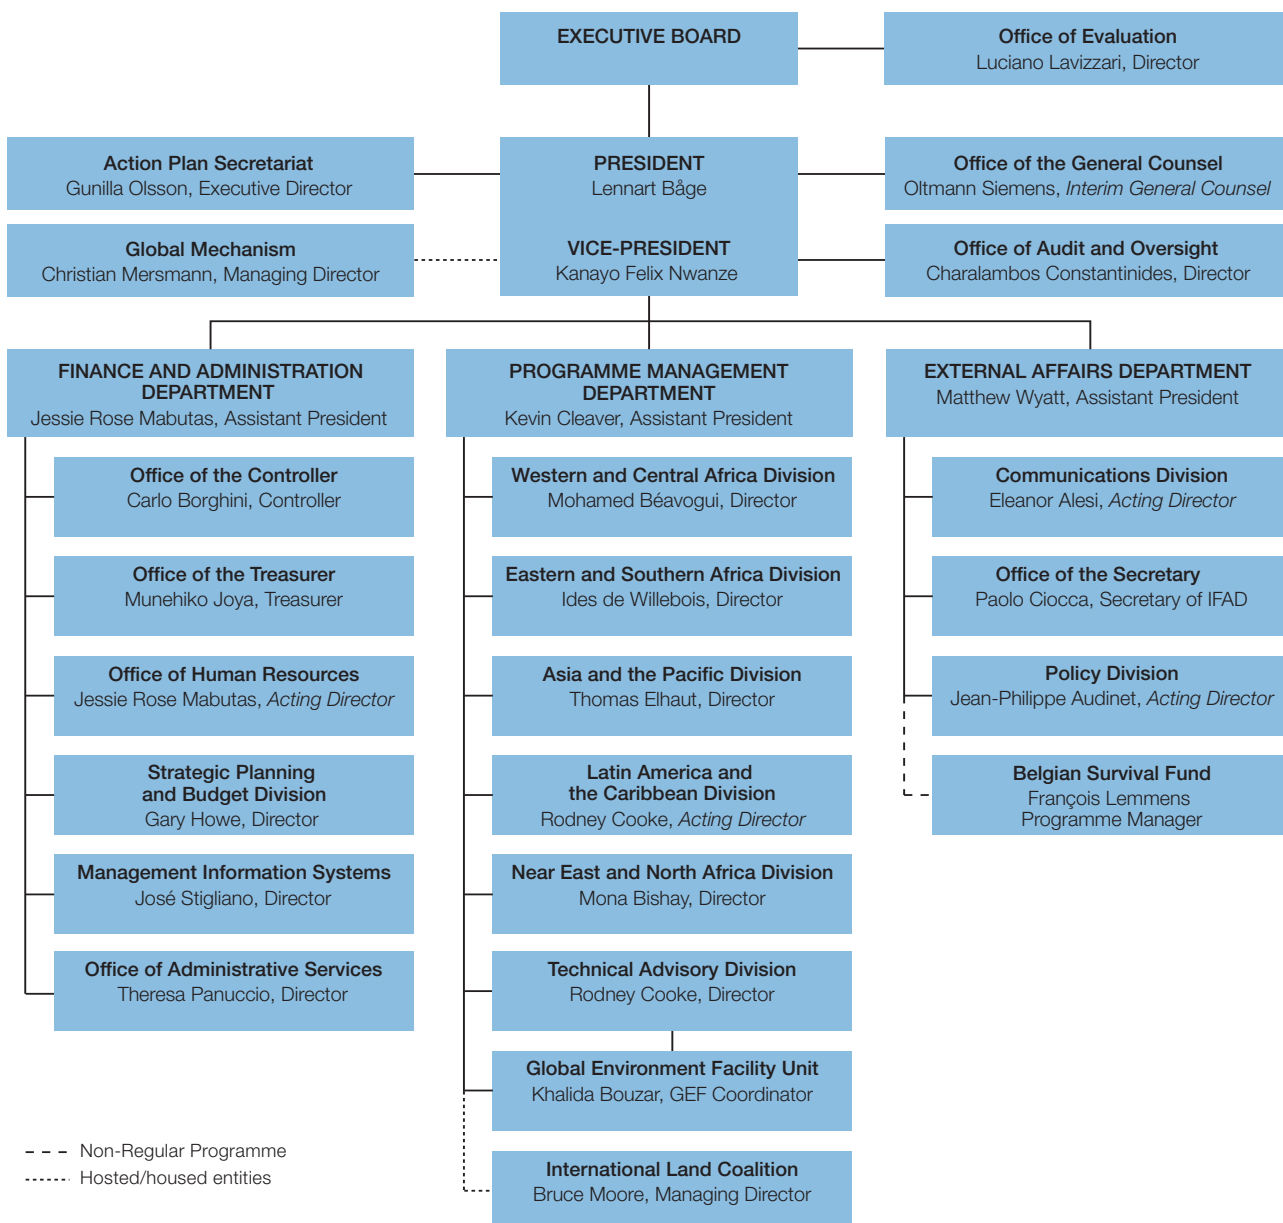 EXECUTIVE BOARD
Office of Evaluation
Luciano Lavizzari, Director
Action Plan Secretariat
Gunilla Olsson, Executive Director
PRESIDENT
Lennart Båge
Office of the General Counsel
Oltmann Siemens, Interim General Counsel
Global Mechanism
Christian Mersmann, Managing Director
VICE-PRESIDENT
Kanayo Felix Nwanze
Office of Audit and Oversight
Charalambos Constantinides, Director
FINANCE AND ADMINISTRATION
DEPARTMENT
Jessie Rose Mabutas, Assistant President
Office of the Controller
Carlo Borghini, Controller
Office of the Treasurer
Munehiko Joya, Treasurer
Office of Human Resources
Jessie Rose Mabutas, Acting Director
Strategic Planning
and Budget Division
Gary Howe, Director
Management Information Systems
José Stigliano, Director
Office of Administrative Services
Theresa Panuccio, Director
PROGRAMME MANAGEMENT
DEPARTMENT
Kevin Cleaver, Assistant President
Western and Central Africa Division
Mohamed Béavogui, Director
Eastern and Southern Africa Division
Ides de Willebois, Director
Asia and the Pacific Division
Thomas Elhaut, Director
Latin America and
the Caribbean Division
Rodney Cooke, Acting Director
Near East and North Africa Division
Mona Bishay, Director
Technical Advisory Division
Rodney Cooke, Director
Global Environment Facility Unit
Khalida Bouzar, GEF Coordinator
International Land Coalition
Bruce Moore, Managing Director
EXTERNAL AFFAIRS DEPARTMENT
Matthew Wyatt, Assistant President
Communications Division
Eleanor Alesi, Acting Director
Office of the Secretary
Paolo Ciocca, Secretary of IFAD
Policy Division
Jean-Philippe Audinet, Acting Director
Belgian Survival Fund
François Lemmens
Programme Manager
Non-Regular Programme
Hosted/housed entities